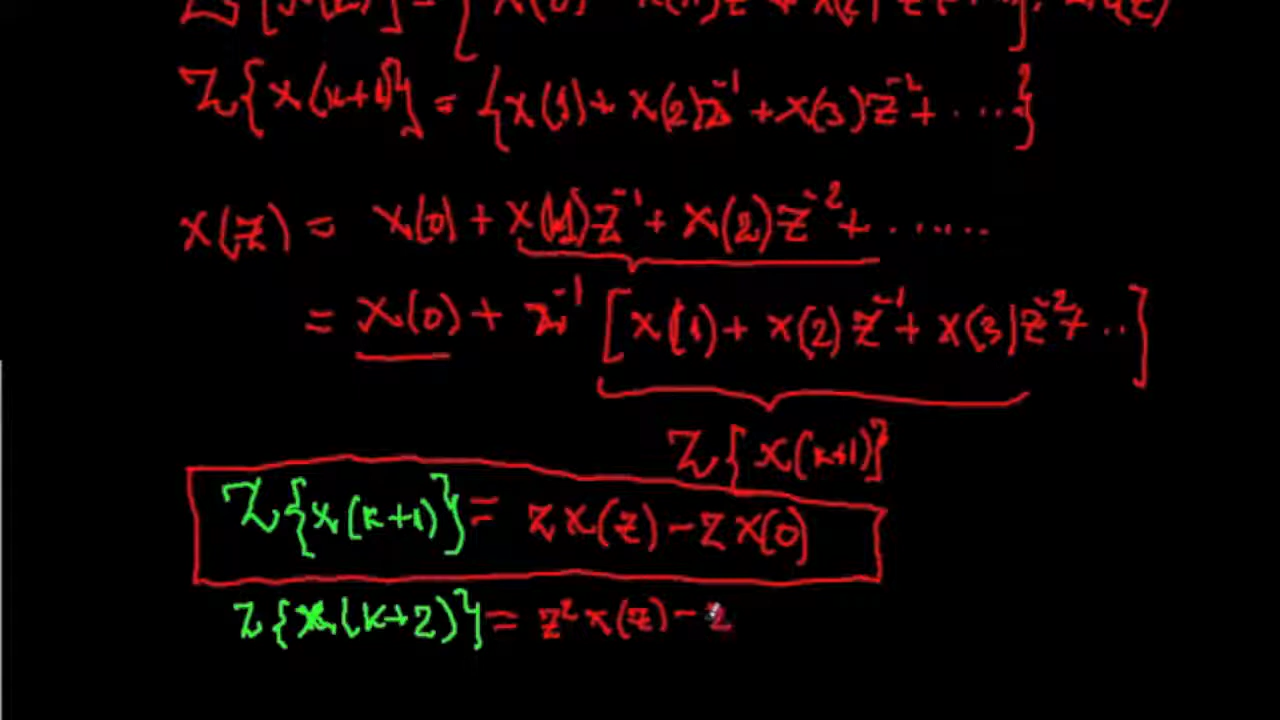 Z{x(k+1)} = {x(1) + x(2)z⁻¹ + x(3)z⁻² + ....}
x(z) = x(0) + x(1)z⁻¹ + x(2)z⁻² + ......
= x(0) + z⁻¹ [x(1) + x(2)z⁻¹ + x(3)z⁻² + ..]
Z{x(k+1)}
Z{x(k+1)} = zx(z) - zx(0)
Z{x(k+2)} = z²x(z) - z